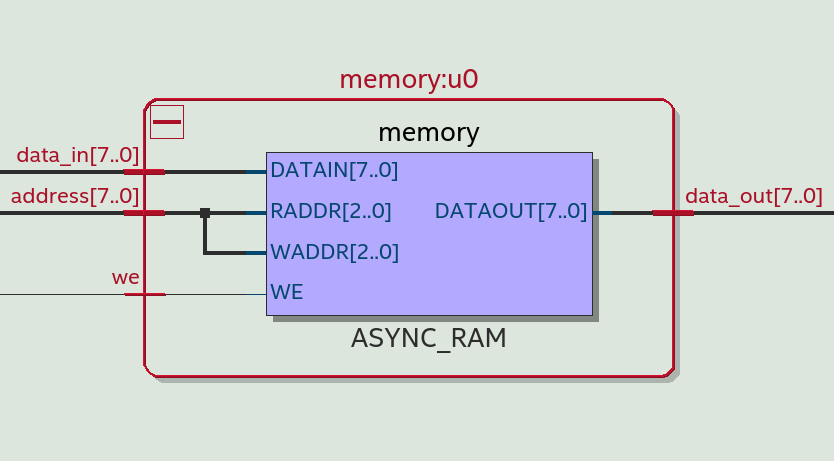 memory:u0
memory
data_in[7..0]
DATAIN[7..0]
address[7..0]
RADDR[2..0]
DATAOUT[7..0]
data_out[7..0]
WADDR[2..0]
we
WE
ASYNC_RAM